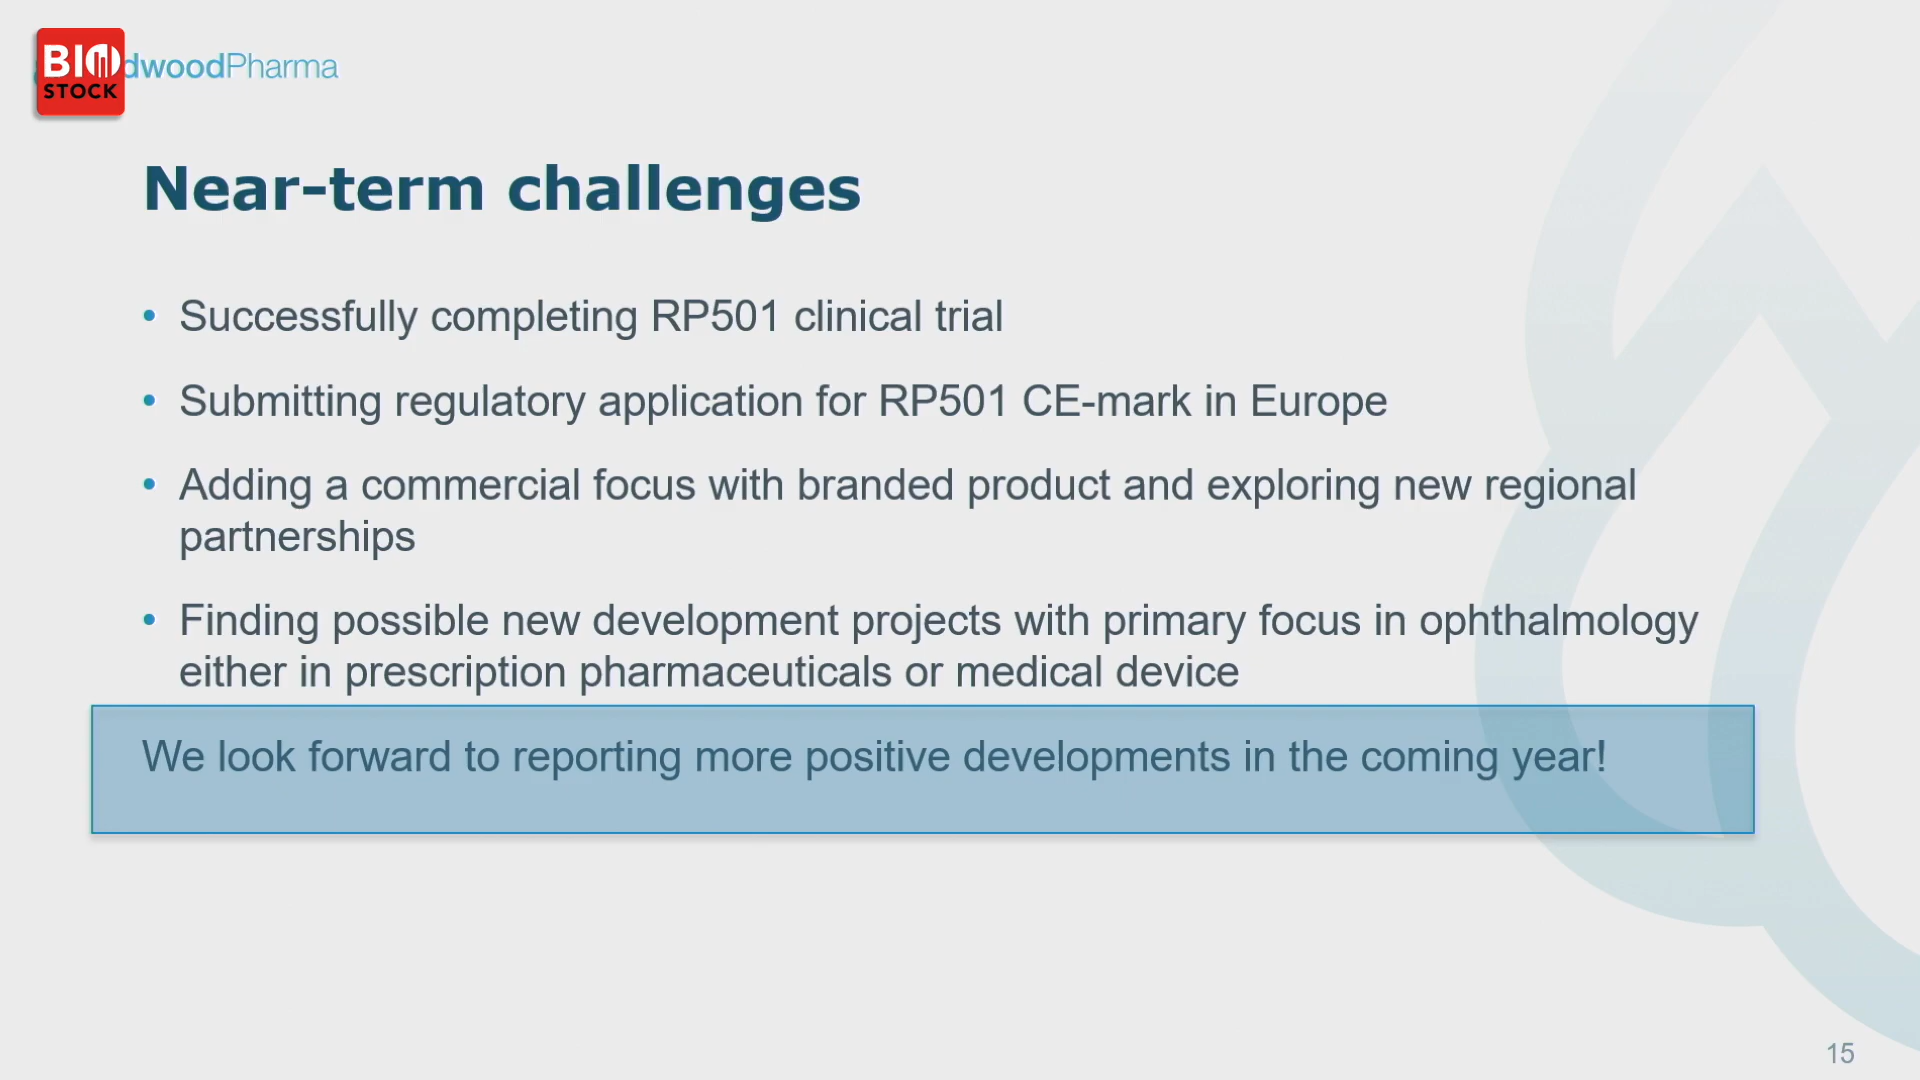 BIO
STOCK
dwoodPharma
Near-term challenges
• Successfully completing RP501 clinical trial
• Submitting regulatory application for RP501 CE-mark in Europe
• Adding a commercial focus with branded product and exploring new regional
partnerships
• Finding possible new development projects with primary focus in ophthalmology
either in prescription pharmaceuticals or medical device
We look forward to reporting more positive developments in the coming year!
15